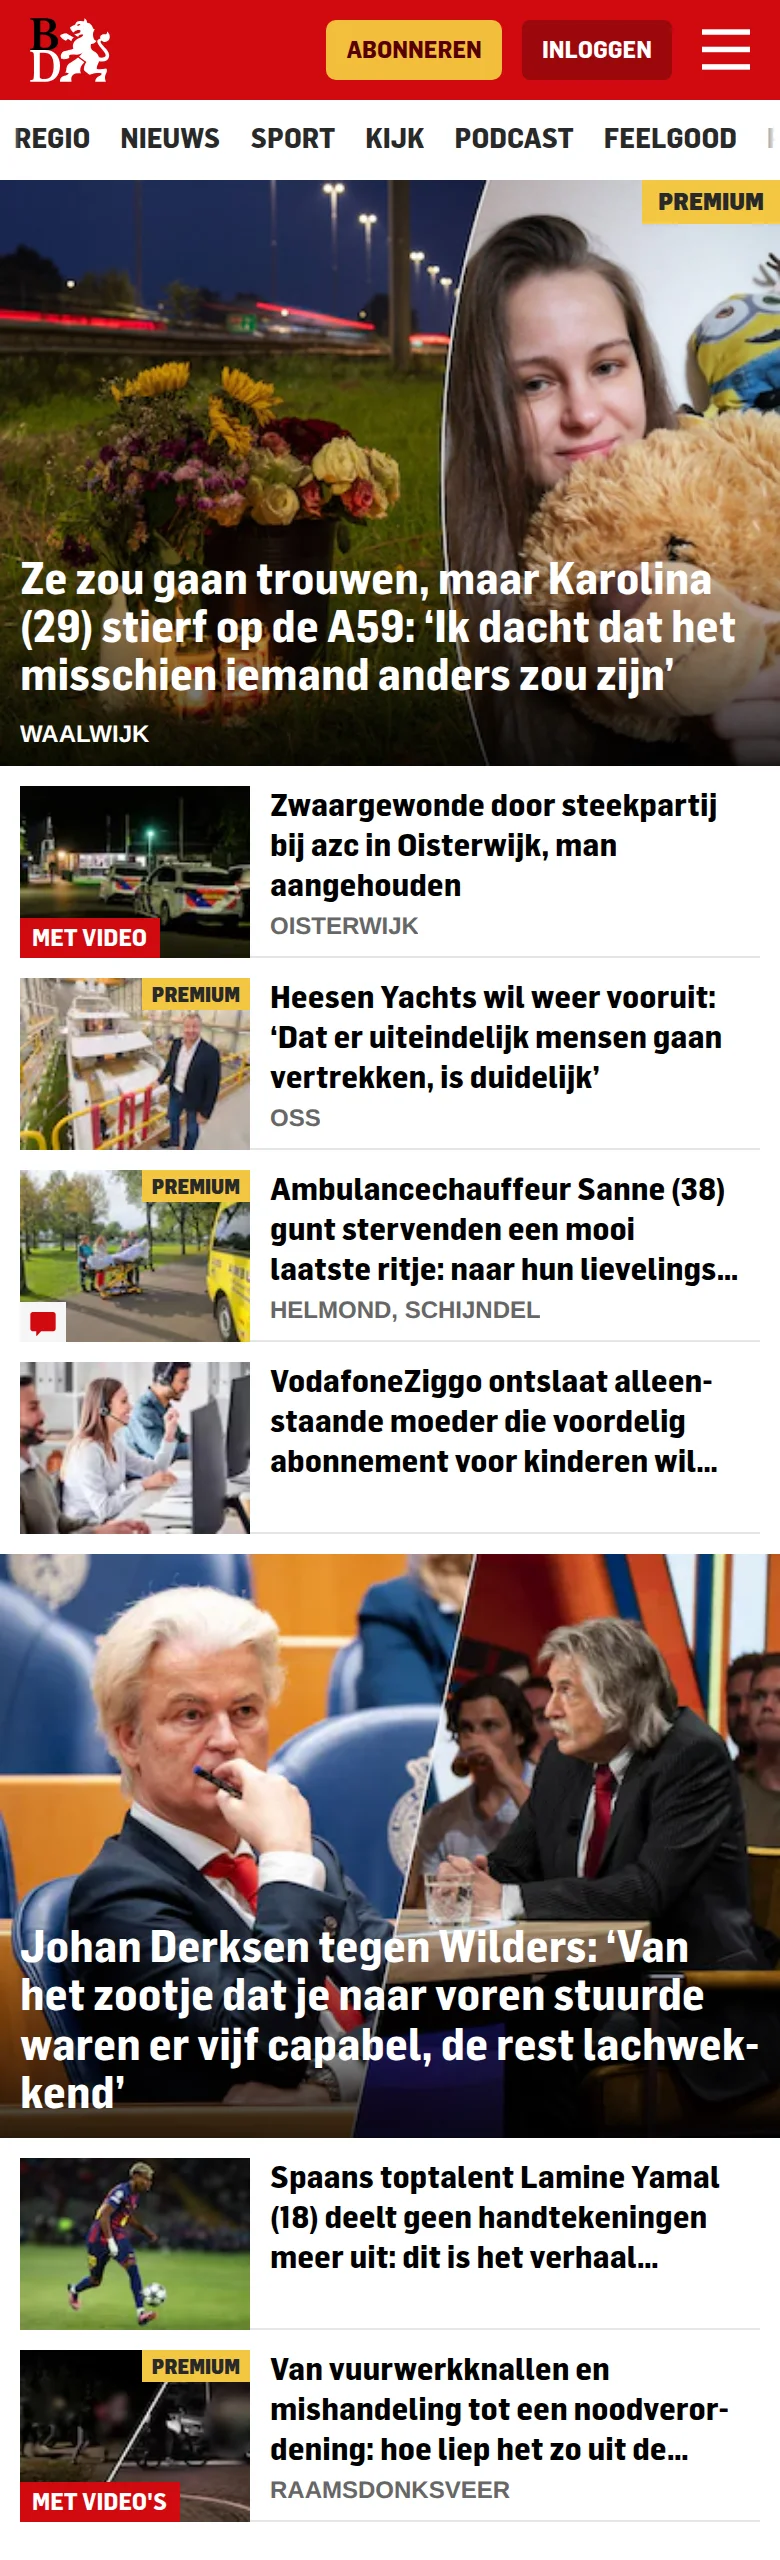 BD
ABONNEREN
INLOGGEN
REGIO NIEUWS SPORT KIJK PODCAST FEELGOOD
PREMIUM
Ze zou gaan trouwen, maar Karolina
(29) stierf op de A59: ‘Ik dacht dat het
misschien iemand anders zou zijn’
WAALWIJK
Zwaargewonde door steekpartij
bij azc in Oisterwijk, man
aangehouden
OISTERWIJK
MET VIDEO
PREMIUM
Heesen Yachts wil weer vooruit:
‘Dat er uiteindelijk mensen gaan
vertrekken, is duidelijk’
OSS
PREMIUM
Ambulancechauffeur Sanne (38)
gunt stervenden een mooi
laatste ritje: naar hun lievelings...
HELMOND, SCHIJNDEL
VodafoneZiggo ontslaat alleen-
staande moeder die voordelig
abonnement voor kinderen wil...
Johan Derksen tegen Wilders: ‘Van
het zootje dat je naar voren stuurde
waren er vijf capabel, de rest lachwek-
kend’
Spaans toptalent Lamine Yamal
(18) deelt geen handtekeningen
meer uit: dit is het verhaal...
PREMIUM
Van vuurwerkknallen en
mishandeling tot een noodveror-
dening: hoe liep het zo uit de...
RAAMSDONKSVEER
MET VIDEO'S